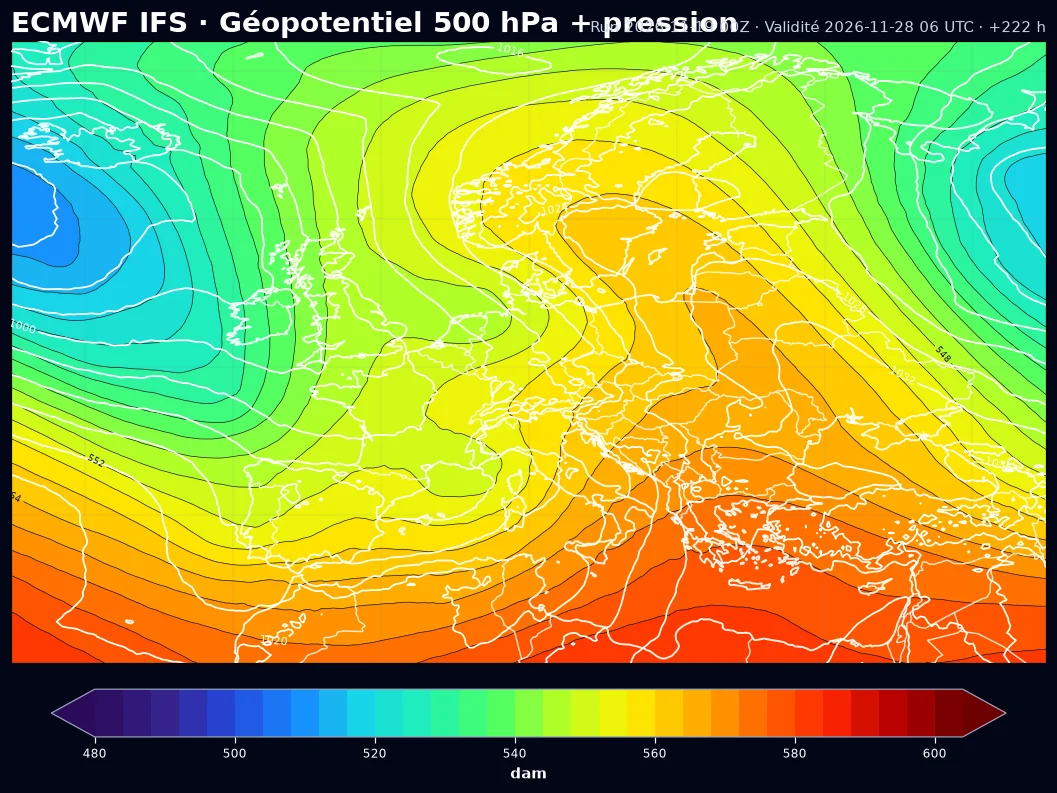 ECMWF IFS · Géopotentiel 500 hPa + pression
Run · Validité 2026-11-28 06 UTC · +222 h
1016
1000
548
1032
552
1020
480 500 520 540 560 580 600
dam